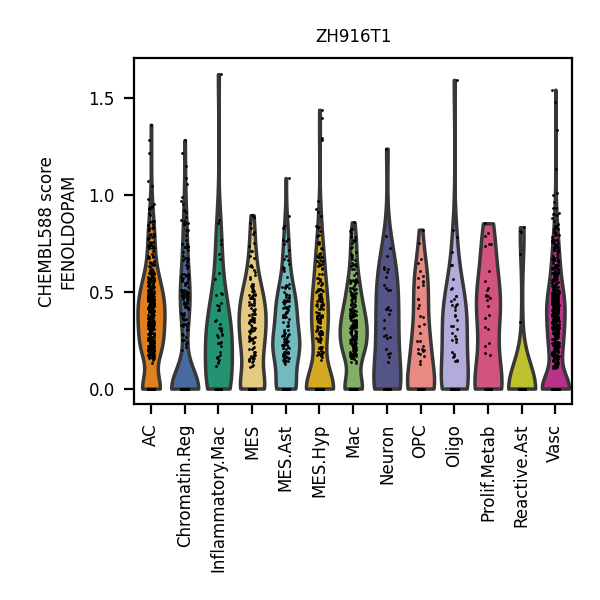 ZH916T1
CHEMBL588 score
FENOLDOPAM
1.5
1.0
0.5
0.0
AC
Chromatin.Reg
Inflammatory.Mac
MES
MES.Ast
MES.Hyp
Mac
Neuron
OPC
Oligo
Prolif.Metab
Reactive.Ast
Vasc